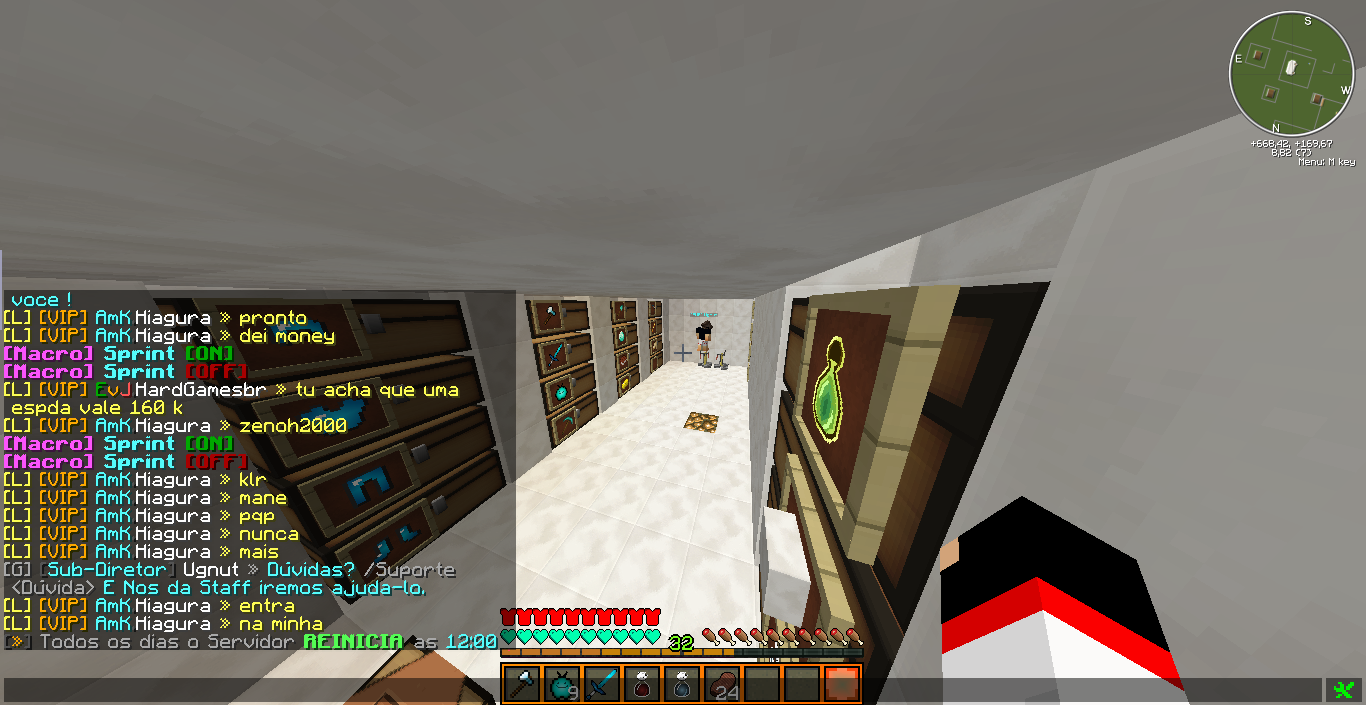 voce !
[L] [VIP] AmK Hiagura » pronto
[L] [VIP] AmK Hiagura » dei money
[Macro] Sprint [ON]
[Macro] Sprint [OFF]
[L] [VIP] EvJ HardGamesbr » tu acha que uma
espda vale 160 k
[L] [VIP] AmK Hiagura » zenoh2000
[Macro] Sprint [ON]
[Macro] Sprint [OFF]
[L] [VIP] AmK Hiagura » klr
[L] [VIP] AmK Hiagura » mane
[L] [VIP] AmK Hiagura » pqp
[L] [VIP] AmK Hiagura » nunca
[L] [VIP] AmK Hiagura » mais
[G] [Sub-Diretor] Ugnut » Dúvidas? /Suporte
<Dúvida> E Nos da Staff iremos ajuda-lo.
[L] [VIP] AmK Hiagura » entra
[L] [VIP] AmK Hiagura » na minha
[»] Todos os dias o Servidor REINICIA as 12:00
S
E
W
N
+668,42, +169,67
Menu: M key
32
9
24